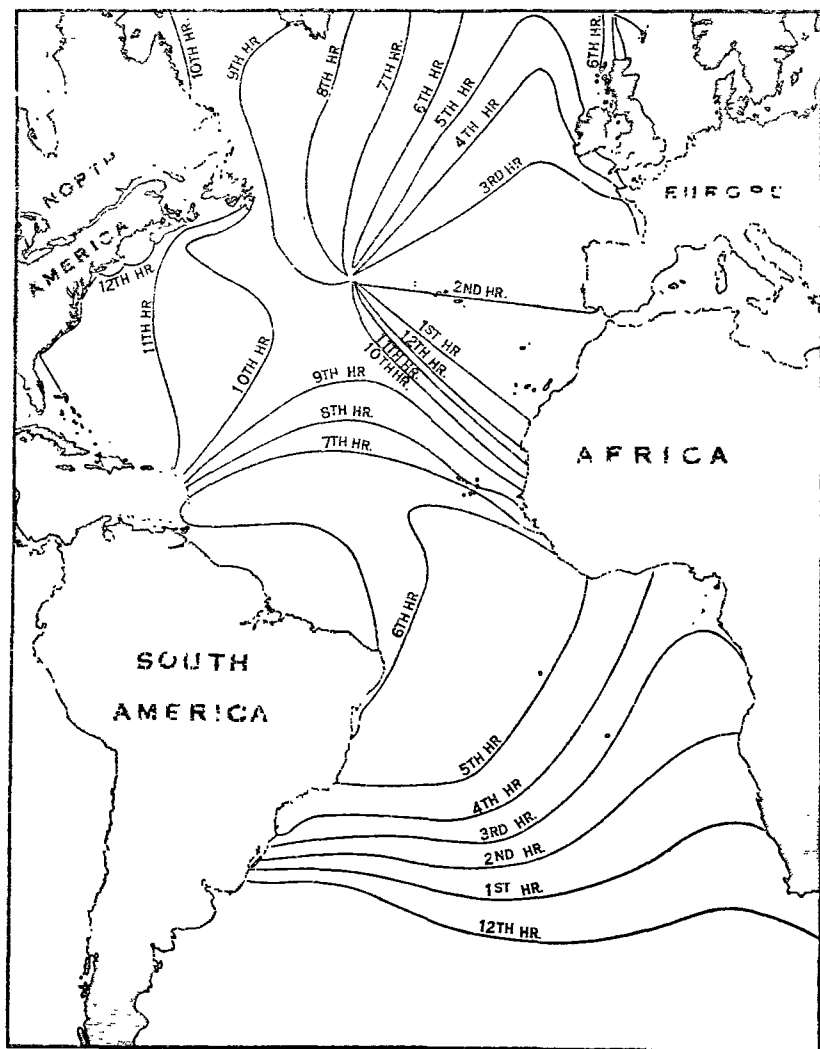 10TH HR.
9TH HR
8TH HR
7TH HR
6TH HR
5TH HR
4TH HR
3RD HR
6TH HR
NORTH
AMERICA
EUROPE
12TH HR.
11TH HR
10TH HR
2ND HR.
1ST HR.
12TH HR.
11TH HR.
10TH HR.
9TH HR
8TH HR.
7TH HR.
AFRICA
6TH HR
SOUTH
AMERICA
5TH HR
4TH HR
3RD HR.
2ND HR.
1ST HR.
12TH HR.